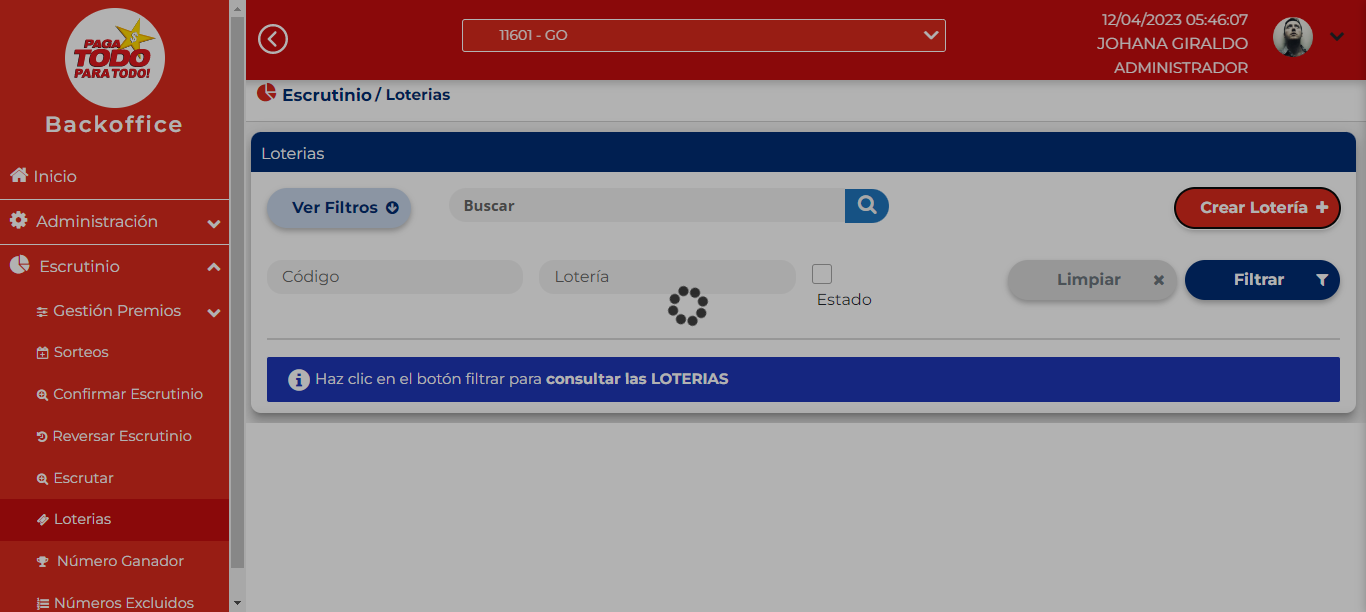 PAGA
TODO
PARA TODO!
Backoffice
Inicio
Administración
Escrutinio
Gestión Premios
Sorteos
Confirmar Escrutinio
Reversar Escrutinio
Escrutar
Loterias
Número Ganador
Números Excluidos
11601 - GO
12/04/2023 05:46:07
JOHANA GIRALDO
ADMINISTRADOR
Escrutinio / Loterias
Loterias
Ver Filtros
Buscar
Crear Lotería +
Código
Lotería
Estado
Limpiar
Filtrar
Haz clic en el botón filtrar para consultar las LOTERIAS